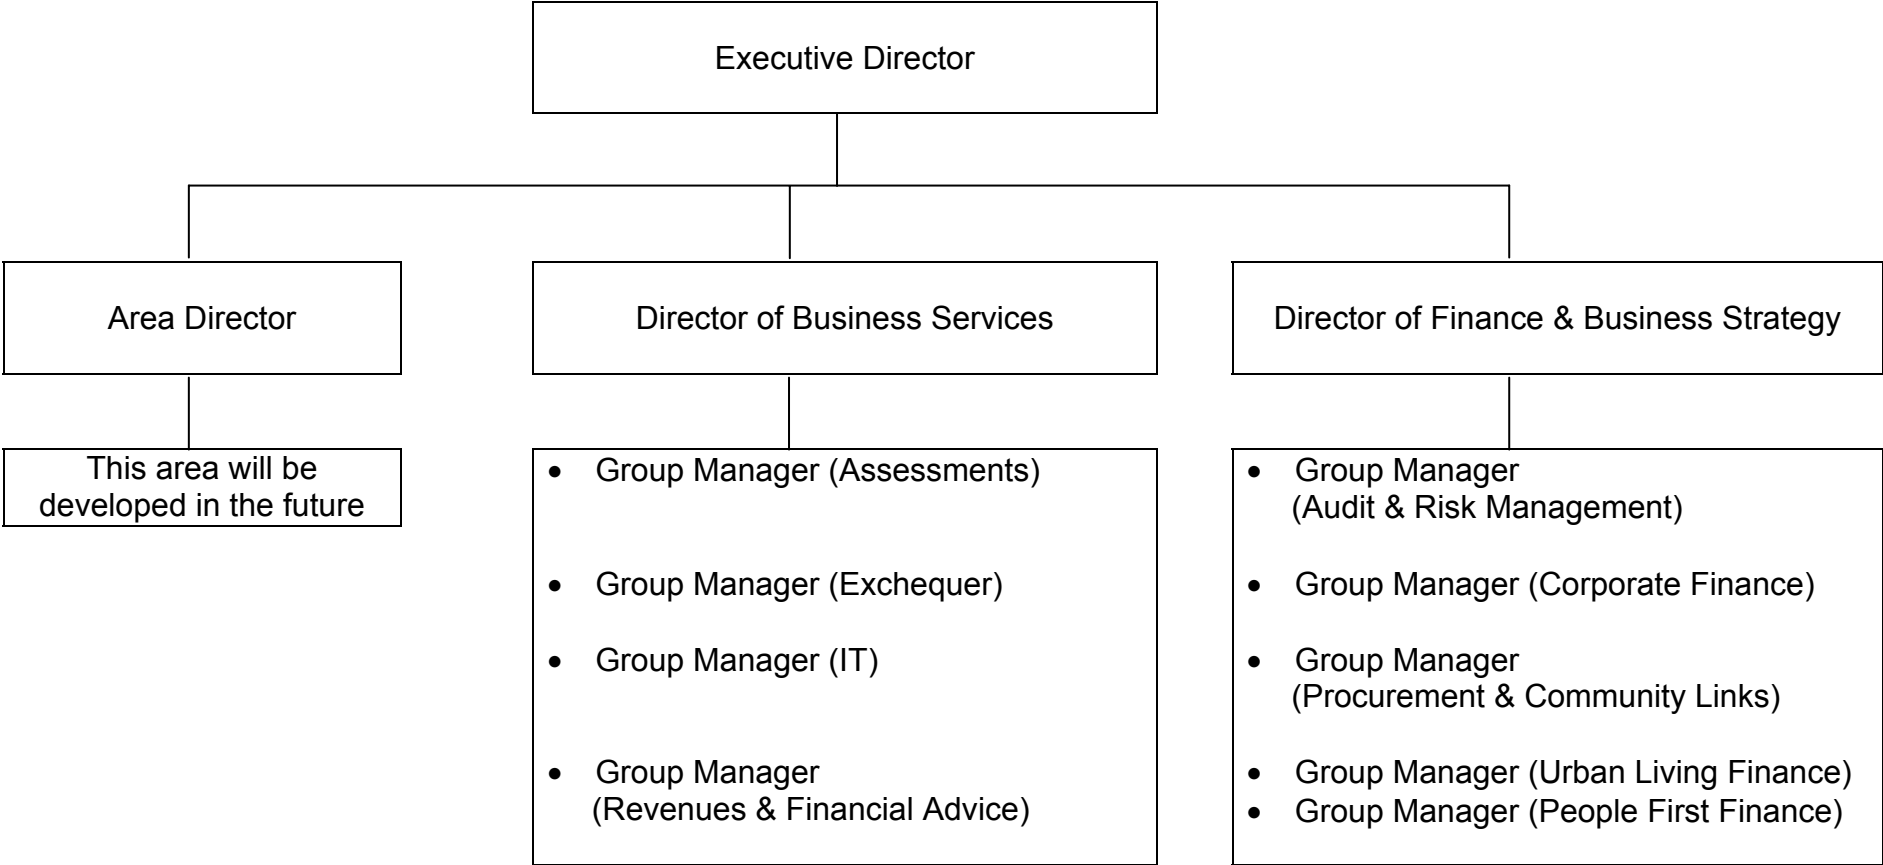 Executive Director
Area Director
Director of Business Services
Director of Finance & Business Strategy
This area will be
developed in the future
• Group Manager (Assessments)
• Group Manager (Exchequer)
• Group Manager (IT)
• Group Manager
(Revenues & Financial Advice)
• Group Manager
(Audit & Risk Management)
• Group Manager (Corporate Finance)
• Group Manager
(Procurement & Community Links)
• Group Manager (Urban Living Finance)
• Group Manager (People First Finance)